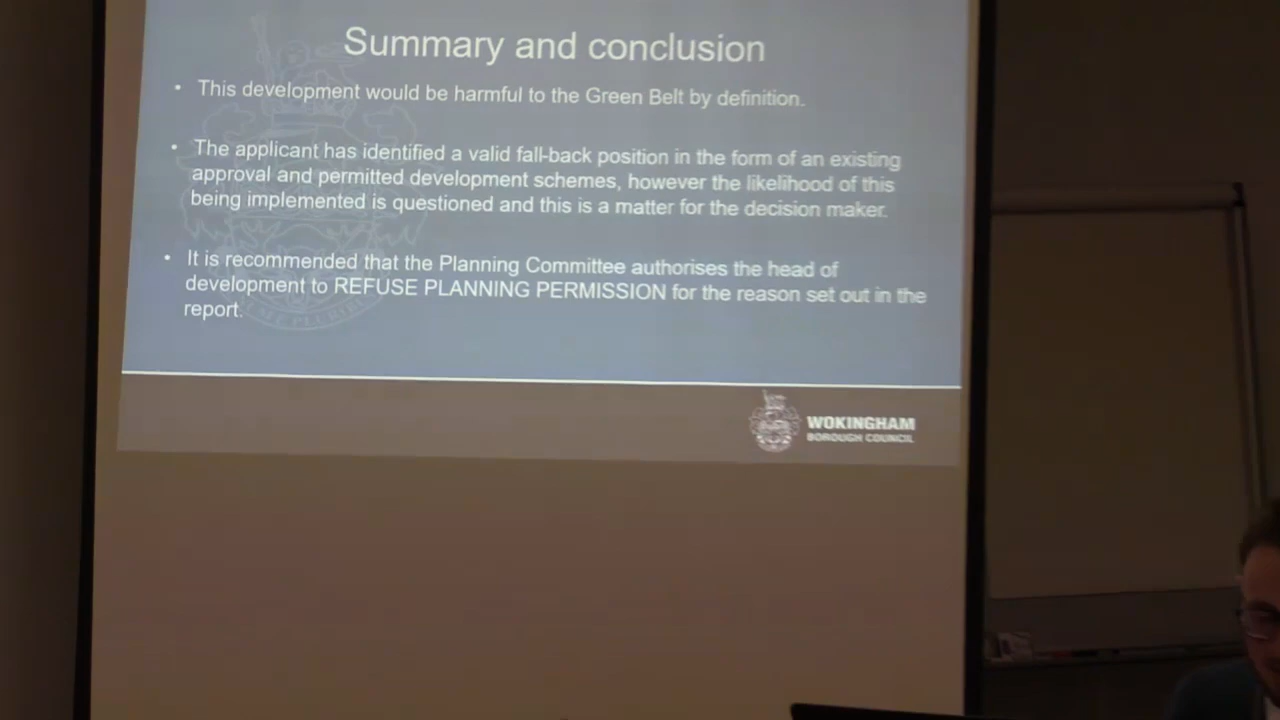 Summary and conclusion
• This development would be harmful to the Green Belt by definition.
• The applicant has identified a valid fall-back position in the form of an existing
approval and permitted development schemes, however the likelihood of this
being implemented is questioned and this is a matter for the decision maker.
• It is recommended that the Planning Committee authorises the head of
development to REFUSE PLANNING PERMISSION for the reason set out in the
report.
WOKINGHAM
BOROUGH COUNCIL